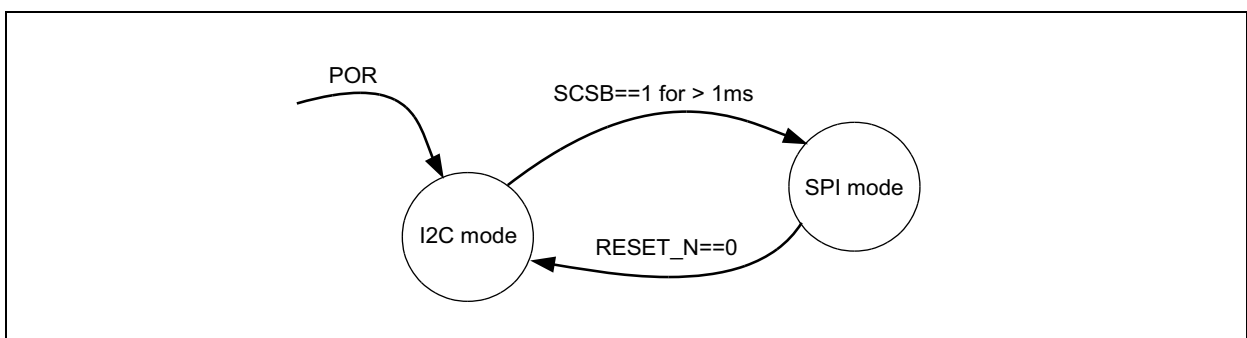 POR
SCSB==1 for > 1ms
SPI mode
I2C mode
RESET_N==0